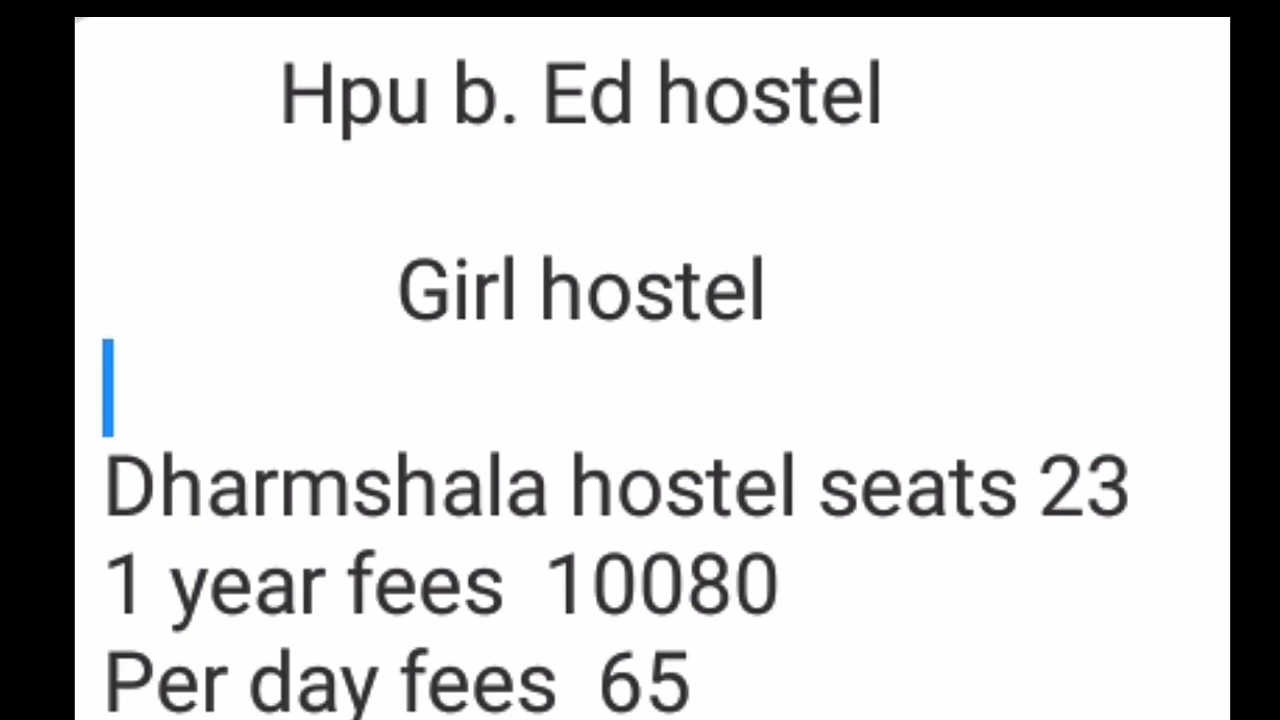 Hpu b. Ed hostel
Girl hostel
Dharmshala hostel seats 23
1 year fees 10080
Per day fees 65